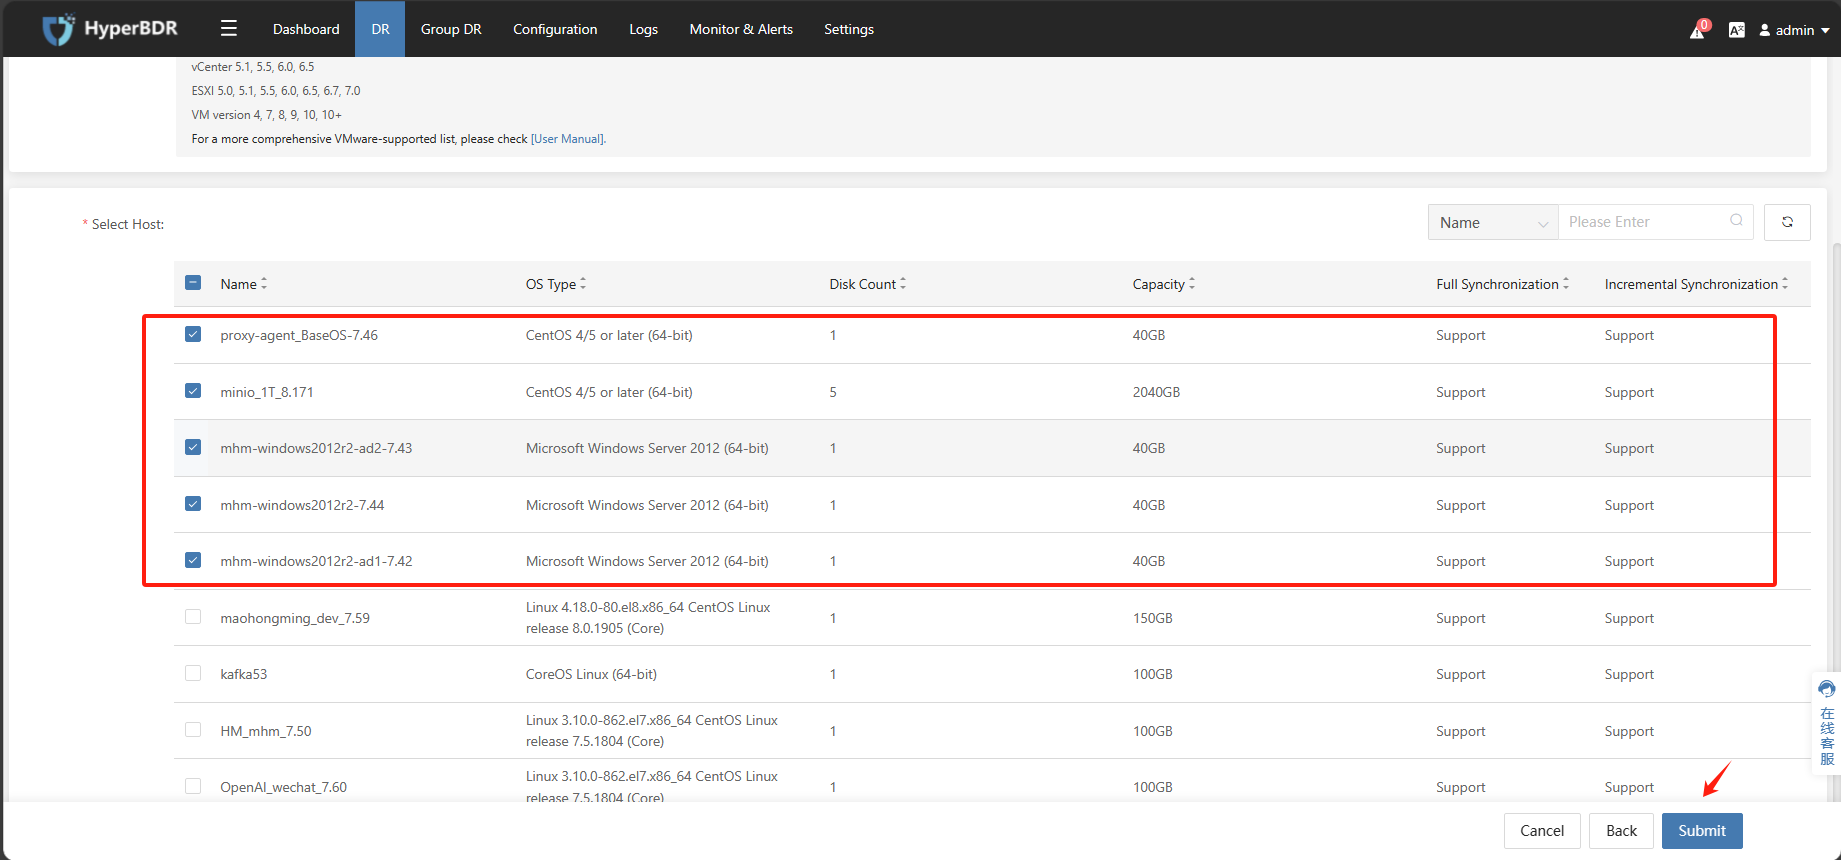 HyperBDR
Dashboard
DR
Group DR
Configuration
Logs
Monitor & Alerts
Settings
0
admin
vCenter 5.1, 5.5, 6.0, 6.5
ESXI 5.0, 5.1, 5.5, 6.0, 6.5, 6.7, 7.0
VM version 4, 7, 8, 9, 10, 10+
For a more comprehensive VMware-supported list, please check [User Manual].
* Select Host:
Name
Please Enter
Name
OS Type
Disk Count
Capacity
Full Synchronization
Incremental Synchronization
proxy-agent_BaseOS-7.46
CentOS 4/5 or later (64-bit)
1
40GB
Support
Support
minio_1T_8.171
CentOS 4/5 or later (64-bit)
5
2040GB
Support
Support
mhm-windows2012r2-ad2-7.43
Microsoft Windows Server 2012 (64-bit)
1
40GB
Support
Support
mhm-windows2012r2-7.44
Microsoft Windows Server 2012 (64-bit)
1
40GB
Support
Support
mhm-windows2012r2-ad1-7.42
Microsoft Windows Server 2012 (64-bit)
1
40GB
Support
Support
maohongming_dev_7.59
Linux 4.18.0-80.el8.x86_64 CentOS Linux
release 8.0.1905 (Core)
1
150GB
Support
Support
kafka53
CoreOS Linux (64-bit)
1
100GB
Support
Support
HM_mhm_7.50
Linux 3.10.0-862.el7.x86_64 CentOS Linux
release 7.5.1804 (Core)
1
100GB
Support
Support
OpenAI_wechat_7.60
Linux 3.10.0-862.el7.x86_64 CentOS Linux
release 7.5.1804 (Core)
1
100GB
Support
Support
在线客服
Cancel
Back
Submit